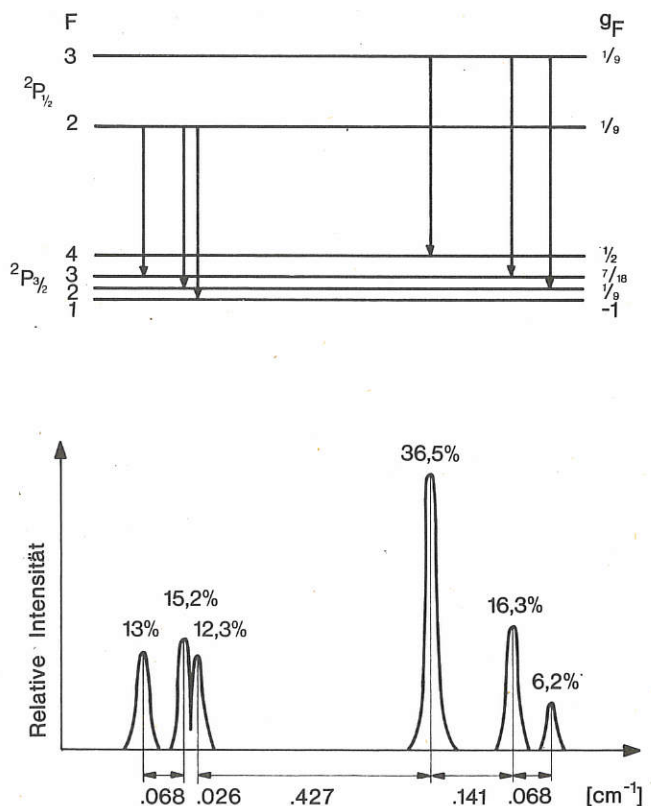 F g_F
3 1/9
²P½
2 1/9
4 1/2
²P3/2
3 7/18
2 1/9
1 -1
36,5%
15,2% 16,3%
13% 12,3%
6,2%
Relative Intensität
.068 .026 .427 .141 .068 [cm⁻¹]